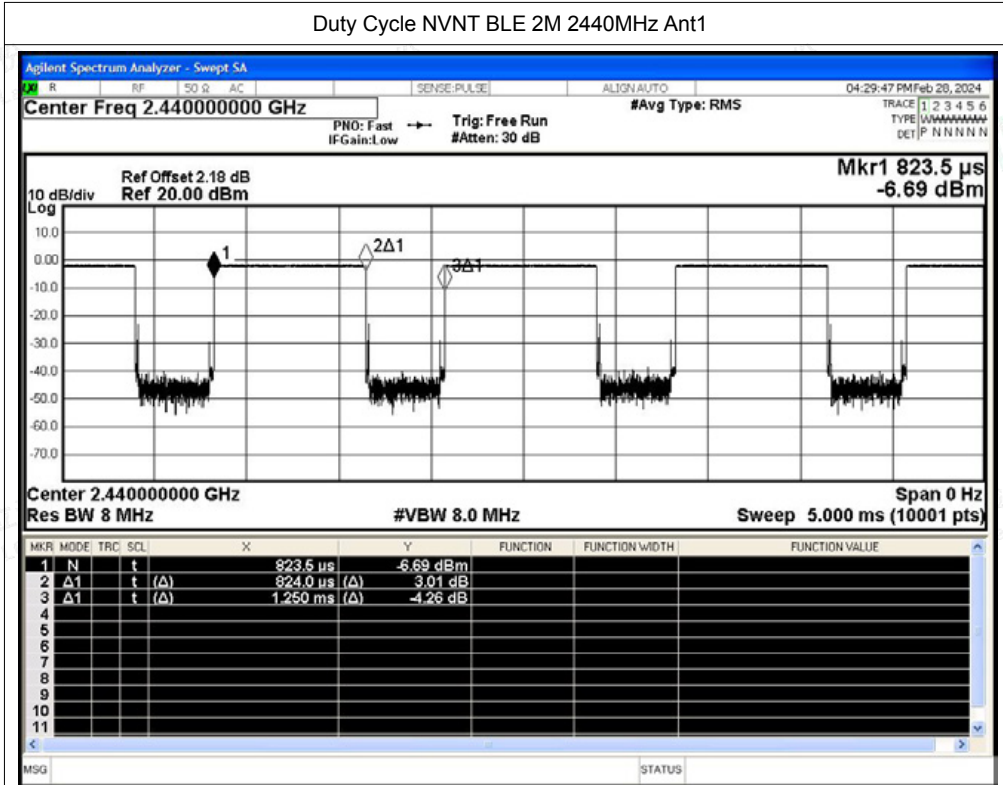 Duty Cycle NVNT BLE 2M 2440MHz Ant1
Agilent Spectrum Analyzer - Swept SA
R RF 50 Ω AC SENSE:PULSE ALIGN AUTO 04:29:47 PM Feb 28, 2024
Center Freq 2.440000000 GHz #Avg Type: RMS TRACE 1 2 3 4 5 6
PNO: Fast Trig: Free Run TYPE WWWWWW
IFGain:Low #Atten: 30 dB DET P N N N N N
Mkr1 823.5 µs
Ref Offset 2.18 dB
10 dB/div Ref 20.00 dBm -6.69 dBm
Log
10.0
0.00
-10.0
-20.0
-30.0
-40.0
-50.0
-60.0
-70.0
1
2Δ1
3Δ1
Center 2.440000000 GHz Span 0 Hz
Res BW 8 MHz #VBW 8.0 MHz Sweep 5.000 ms (10001 pts)
MKR MODE TRC SCL X Y FUNCTION FUNCTION WIDTH FUNCTION VALUE
1 N t 823.5 µs -6.69 dBm
2 Δ1 t (Δ) 824.0 µs (Δ) 3.01 dB
3 Δ1 t (Δ) 1.250 ms (Δ) -4.26 dB
4
5
6
7
8
9
10
11
MSG STATUS